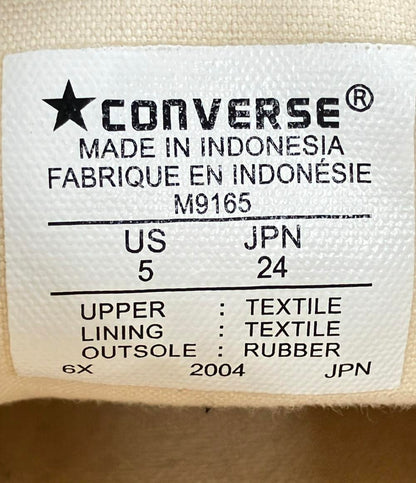 ★CONVERSE®
MADE IN INDONESIA
FABRIQUE EN INDONÉSIE
M9165
US JPN
5 24
UPPER : TEXTILE
LINING : TEXTILE
OUTSOLE : RUBBER
6X 2004 JPN